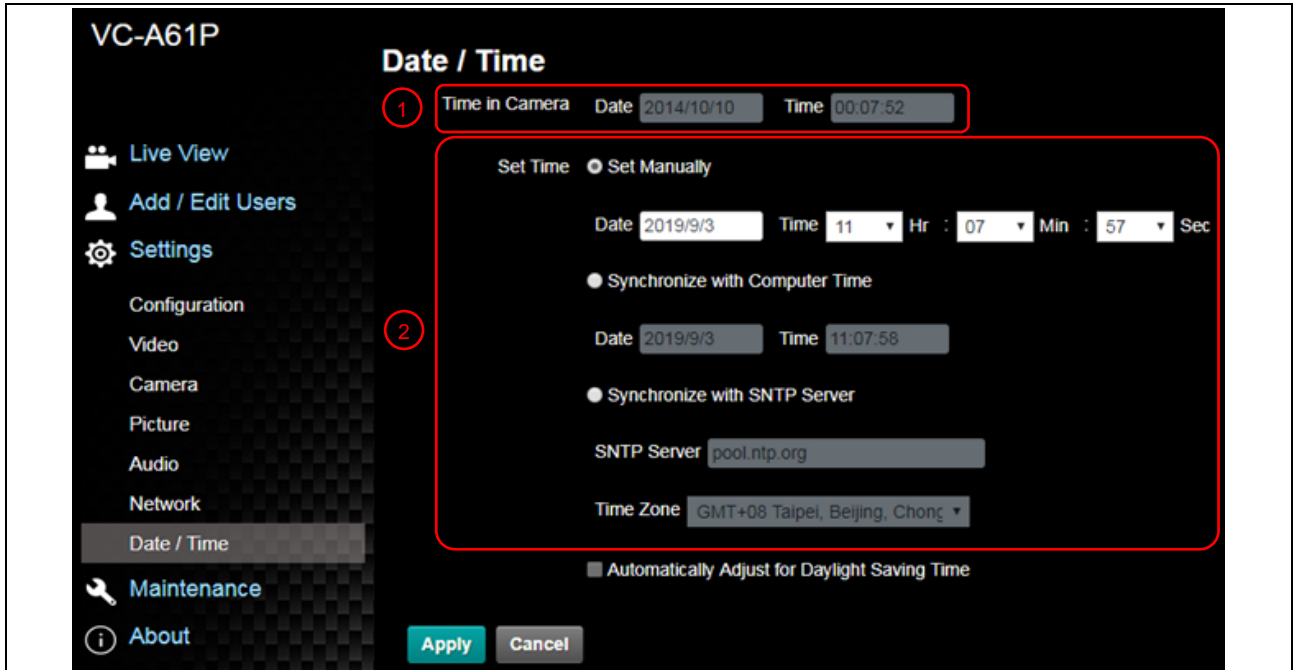 VC-A61P
Date / Time
1 Time in Camera Date 2014/10/10 Time 00:07:52
Live View
Add / Edit Users
Settings
Configuration
Video
Camera
Picture
Audio
Network
Date / Time
Maintenance
About
2
Set Time Set Manually
Date 2019/9/3 Time 11 Hr : 07 Min : 57 Sec
Synchronize with Computer Time
Date 2019/9/3 Time 11:07:58
Synchronize with SNTP Server
SNTP Server pool.ntp.org
Time Zone GMT+08 Taipei, Beijing, Chong
Automatically Adjust for Daylight Saving Time
Apply Cancel